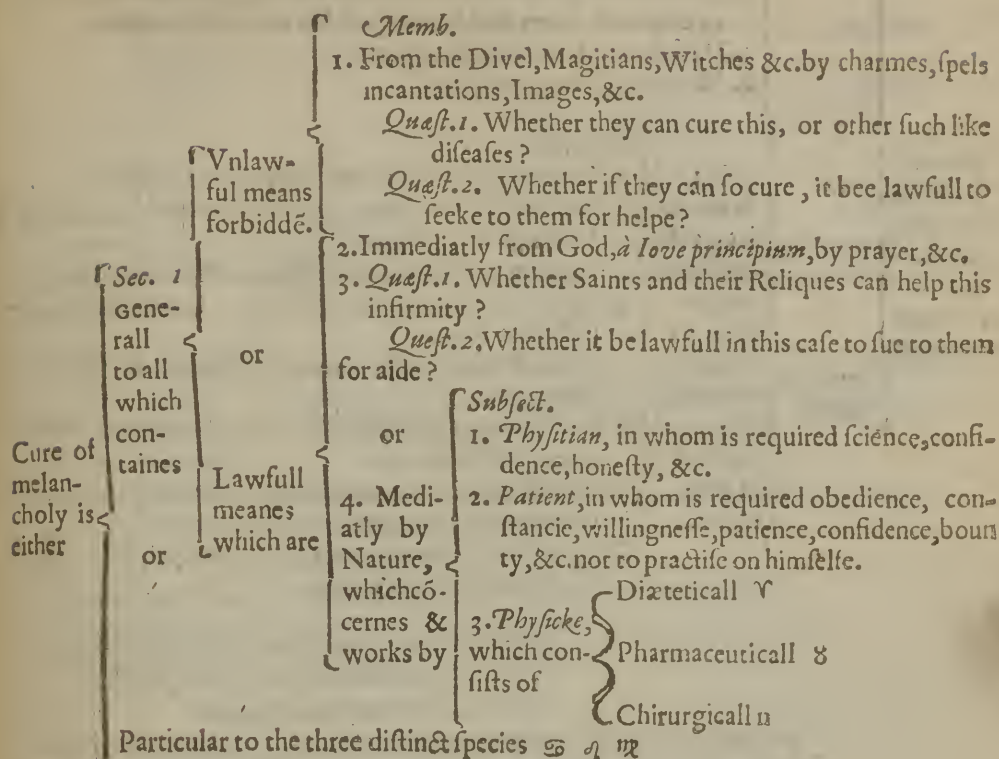 Cure of
melan-
choly is
either
Sec. 1
gene-
rall
to all
which
con-
taines
or
Vnlaw-
ful means
forbiddē.
or
Lawfull
meanes
which are
Memb.
1. From the Divel,Magitians,Witches &c.by charmes,ſpels
incantations,Images,&c.
Quæſt.1. Whether they can cure this, or other ſuch like
diſeaſes ?
Quæſt.2. Whether if they can ſo cure , it bee lawfull to
ſeeke to them for helpe?
2.Immediatly from God,à Iove principium,by prayer,&c.
3. Quæſt.1. Whether Saints and their Reliques can help this
infirmity ?
Queſt.2.Whether it be lawfull in this caſe to ſue to them
for aide ?
or
4. Medi-
atly by
Nature,
whichcō-
cernes &
works by
Subſect.
1. Phyſitian, in whom is required ſcience,confi-
dence,honeſty, &c.
2. Patient,in whom is required obedience, con-
ſtancie,willingneſſe,patience,confidence,boun
ty,&c.not to practiſe on himſelfe.
3.Phyſicke,
which con-
ſiſts of
Diæteticall ♈
Pharmaceuticall ♉
Chirurgicall ♊
Particular to the three diſtinct ſpecies ♋ ♌ ♍